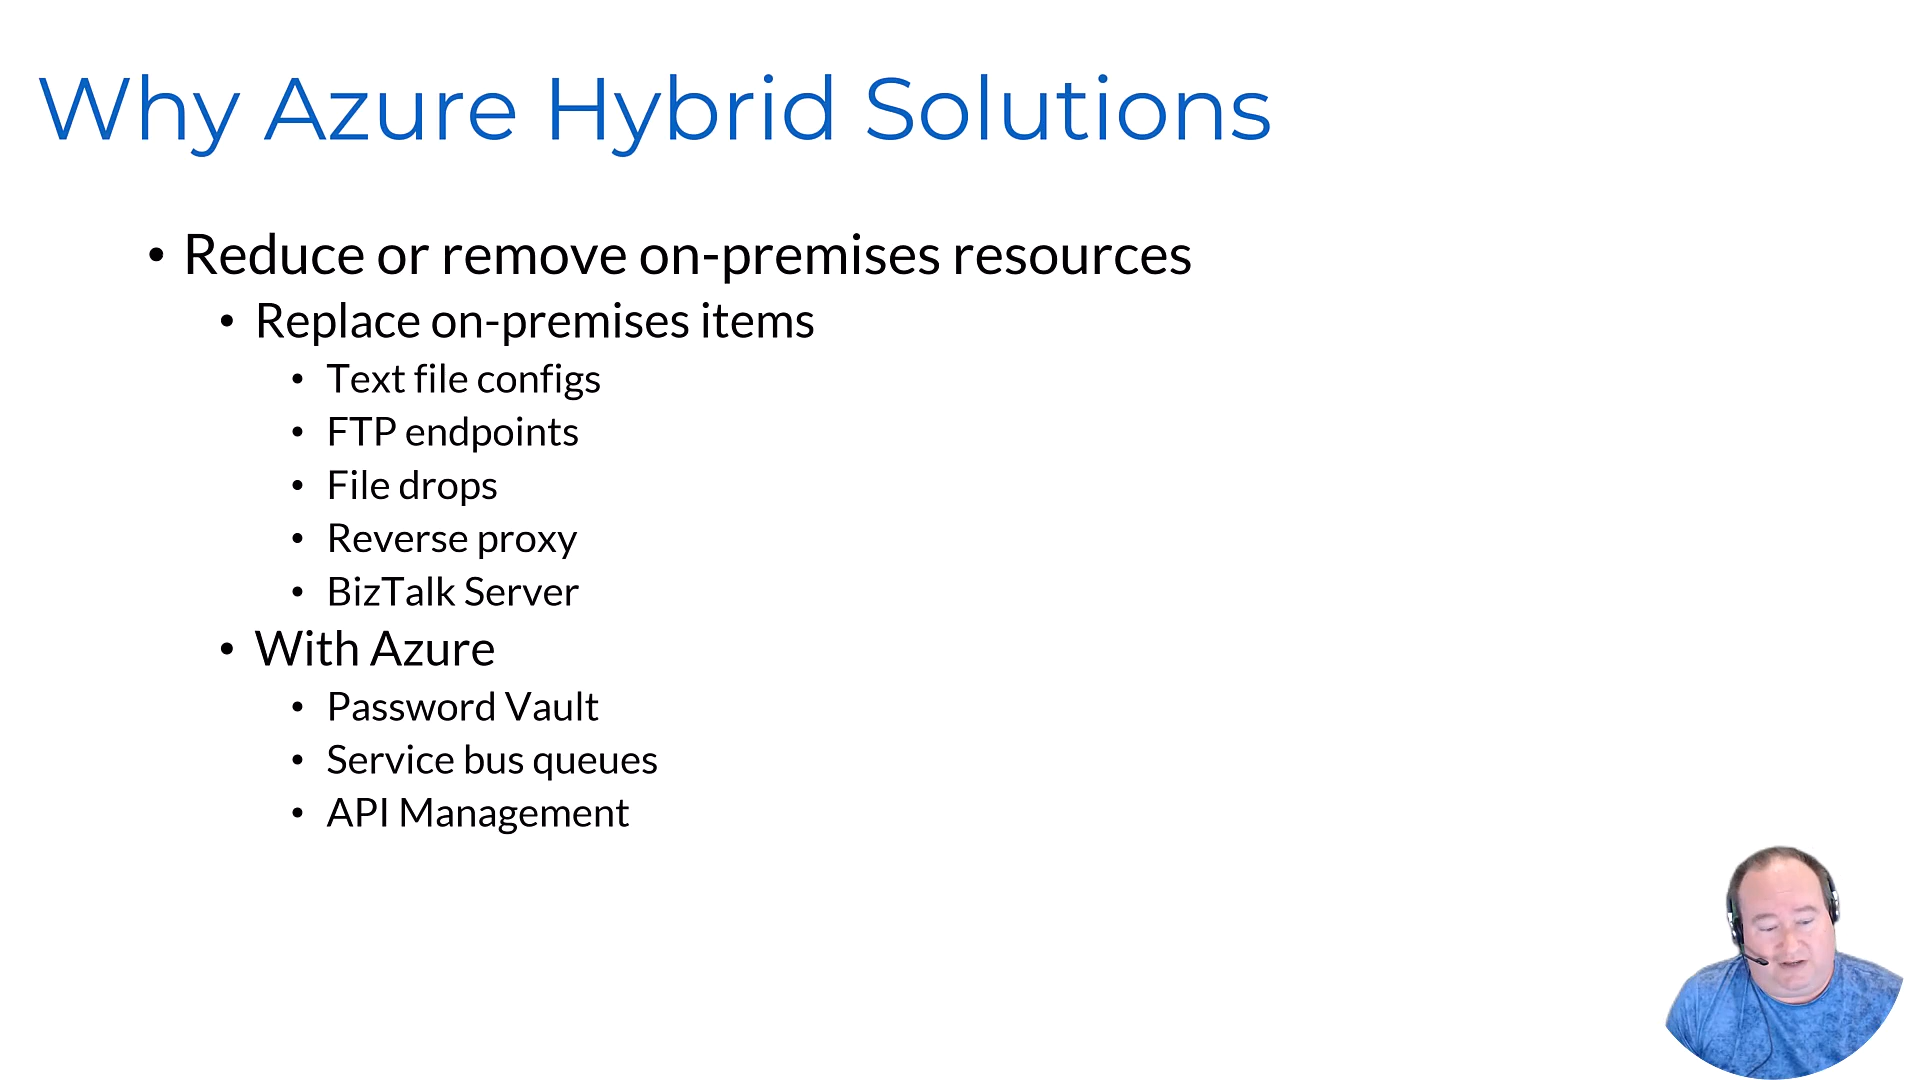 Why Azure Hybrid Solutions
• Reduce or remove on-premises resources
• Replace on-premises items
• Text file configs
• FTP endpoints
• File drops
• Reverse proxy
• BizTalk Server
• With Azure
• Password Vault
• Service bus queues
• API Management